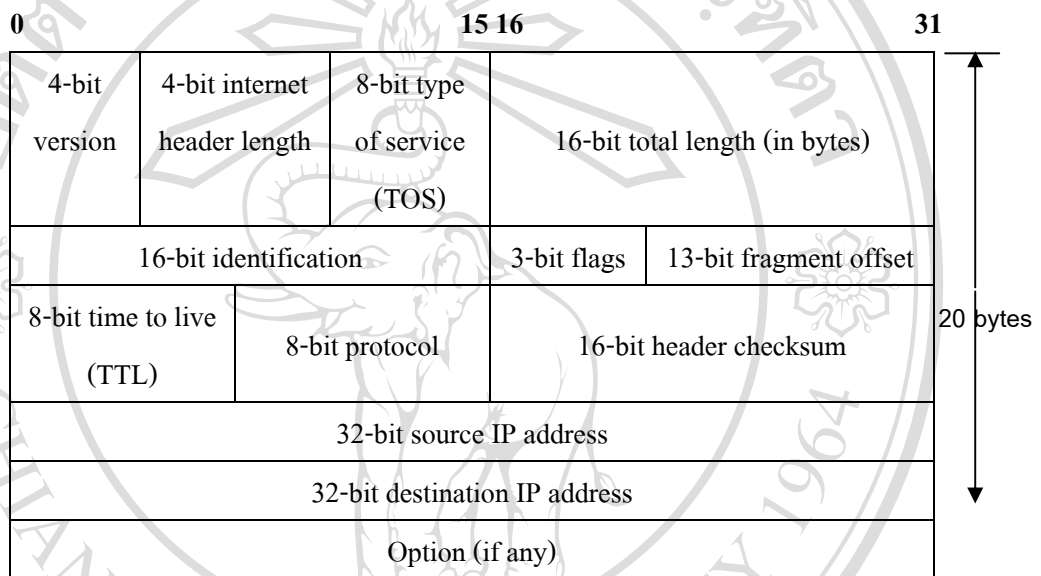 0 15 16 31
4-bit version
4-bit internet header length
8-bit type of service (TOS)
16-bit total length (in bytes)
16-bit identification
3-bit flags
13-bit fragment offset
8-bit time to live (TTL)
8-bit protocol
16-bit header checksum
20 bytes
32-bit source IP address
32-bit destination IP address
Option (if any)
1964